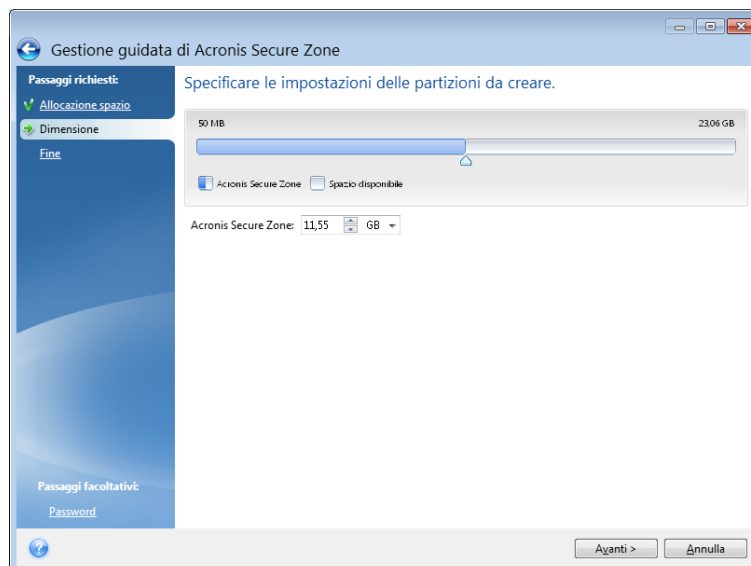 Gestione guidata di Acronis Secure Zone
Passaggi richiesti:
Allocazione spazio
Dimensione
Fine
Specificare le impostazioni delle partizioni da creare.
50 MB 23,06 GB
Acronis Secure Zone Spazio disponibile
Acronis Secure Zone: 11,55 GB
Passaggi facoltativi:
Password
Avanti > Annulla